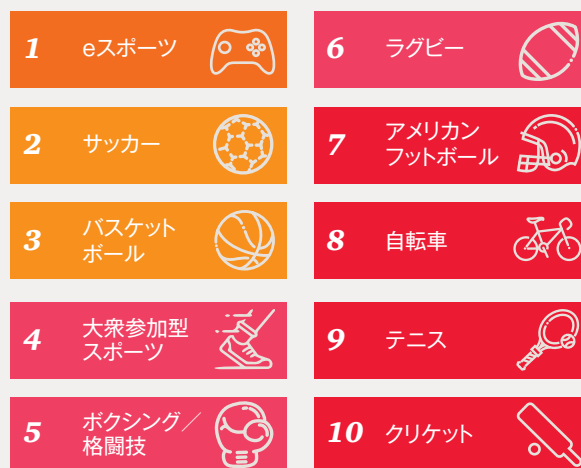 1 eスポーツ
2 サッカー
3 バスケット
ボール
4 大衆参加型
スポーツ
5 ボクシング／
格闘技
6 ラグビー
7 アメリカン
フットボール
8 自転車
9 テニス
10 クリケット